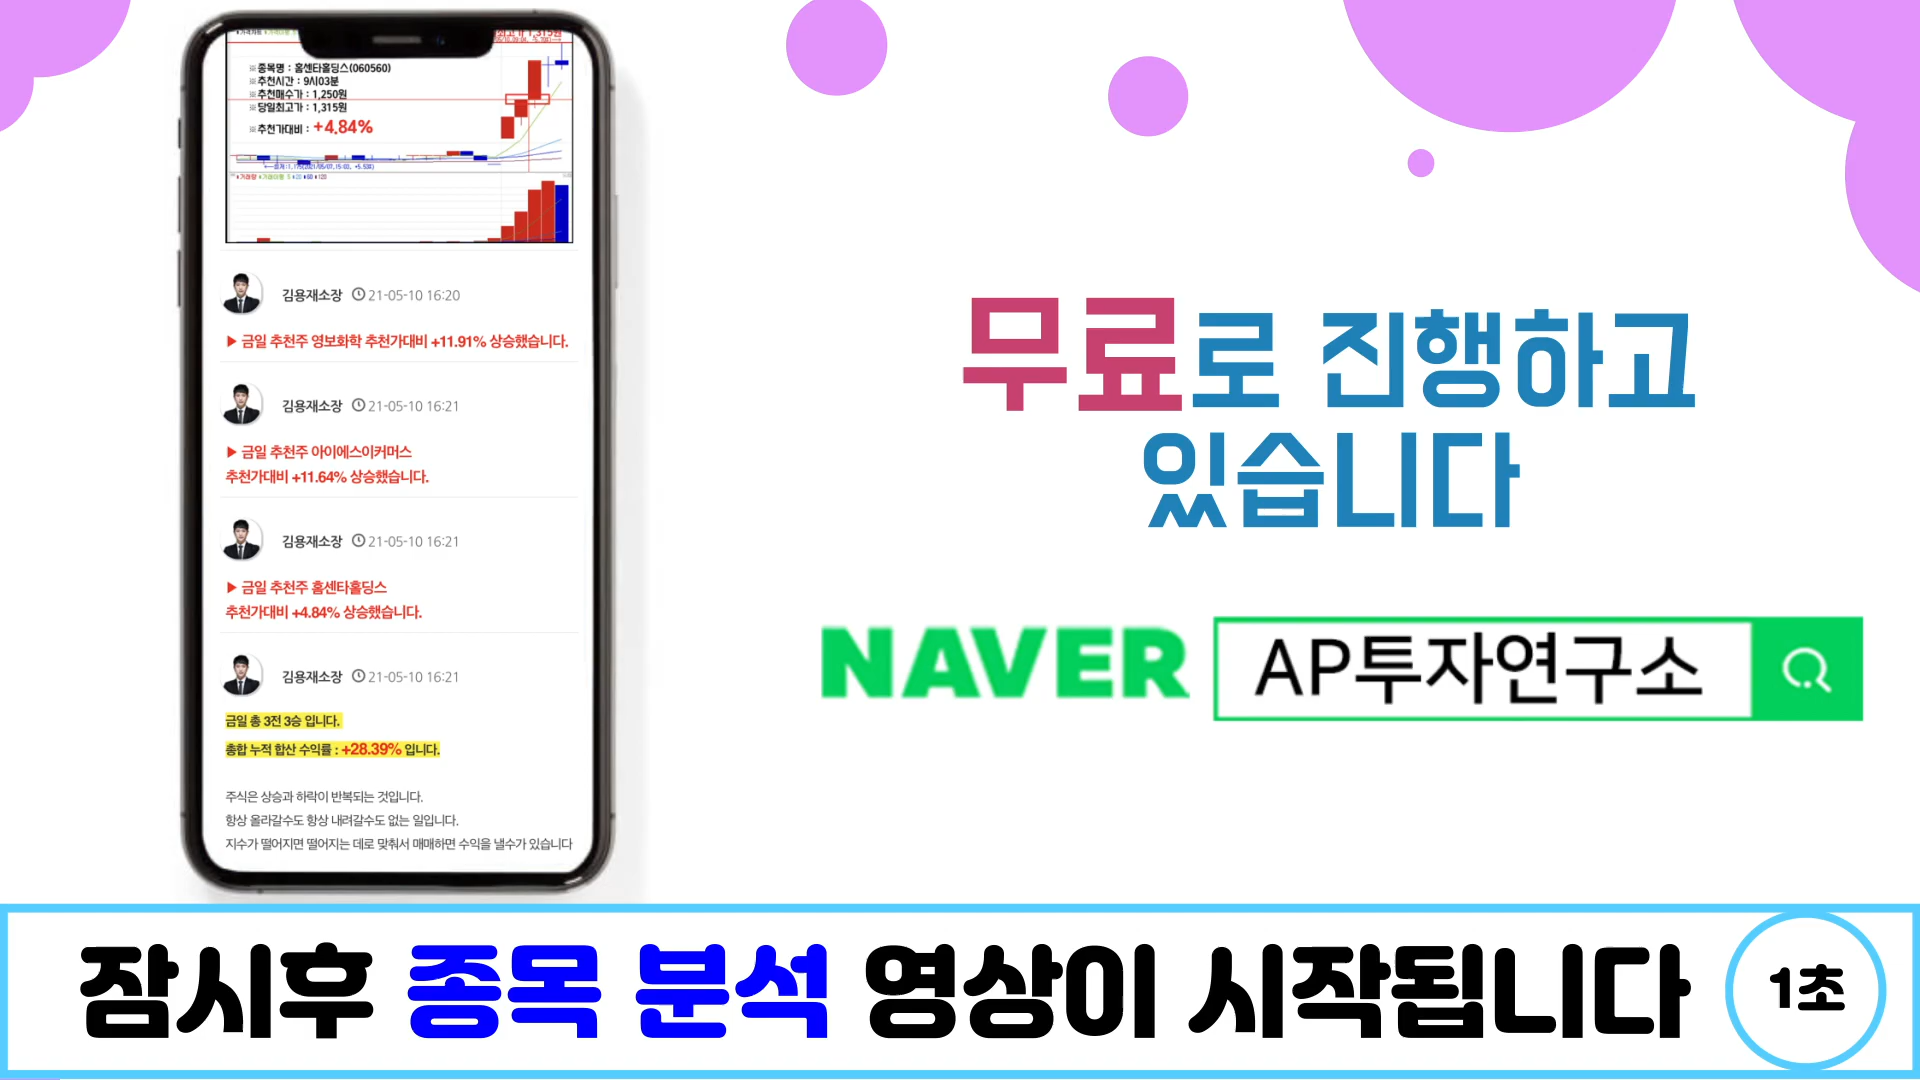 ※종목명 : 홈센타홀딩스(060560)
※추천시간 : 9시03분
※추천매수가 : 1,250원
※당일최고가 : 1,315원
※추천가대비 : +4.84%
김용재소장 21-05-10 16:20
▶ 금일 추천주 영보화학 추천가대비 +11.91% 상승했습니다.
김용재소장 21-05-10 16:21
▶ 금일 추천주 아이에스이커머스
추천가대비 +11.64% 상승했습니다.
김용재소장 21-05-10 16:21
▶ 금일 추천주 홈센타홀딩스
추천가대비 +4.84% 상승했습니다.
김용재소장 21-05-10 16:21
금일 총 3전 3승 입니다.
총합 누적 합산 수익률 : +28.39% 입니다.
주식은 상승과 하락이 반복되는 것입니다.
항상 올라갈수도 항상 내려갈수도 없는 일입니다.
지수가 떨어지면 떨어지는 데로 맞춰서 매매하면 수익을 낼수가 있습니다
무료로 진행하고
있습니다
NAVER AP투자연구소
잠시후 종목 분석 영상이 시작됩니다 1초